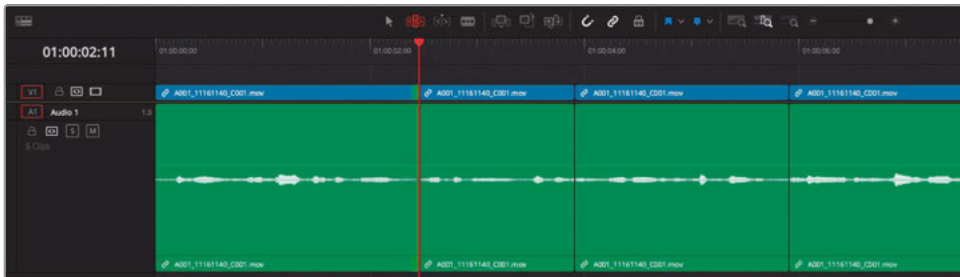 01:00:02:11
01:00:00:00 01:00:02:00 01:00:04:00 01:00:06:00
V1
A001_11161140_C001.mov A001_11161140_C001.mov A001_11161140_C001.mov A001_11161140_C001.mov
A1 Audio 1 1.0
S M
6 Clips
A001_11161140_C001.mov A001_11161140_C001.mov A001_11161140_C001.mov A001_11161140_C001.mov